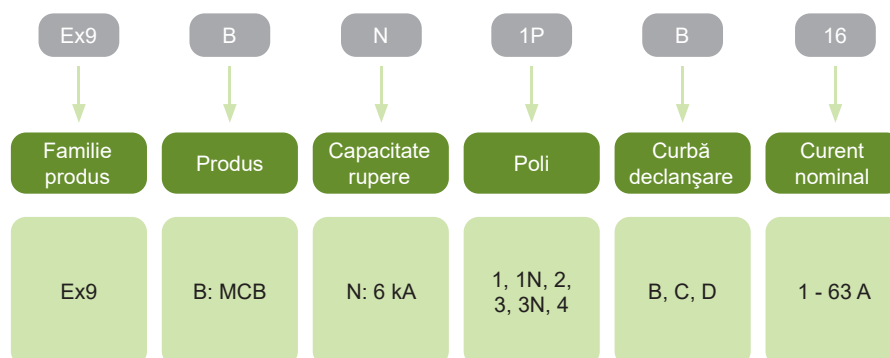 Ex9 B N 1P B 16
Familie produs
Produs
Capacitate rupere
Poli
Curbă declanşare
Curent nominal
Ex9
B: MCB
N: 6 kA
1, 1N, 2,
3, 3N, 4
B, C, D
1 - 63 A